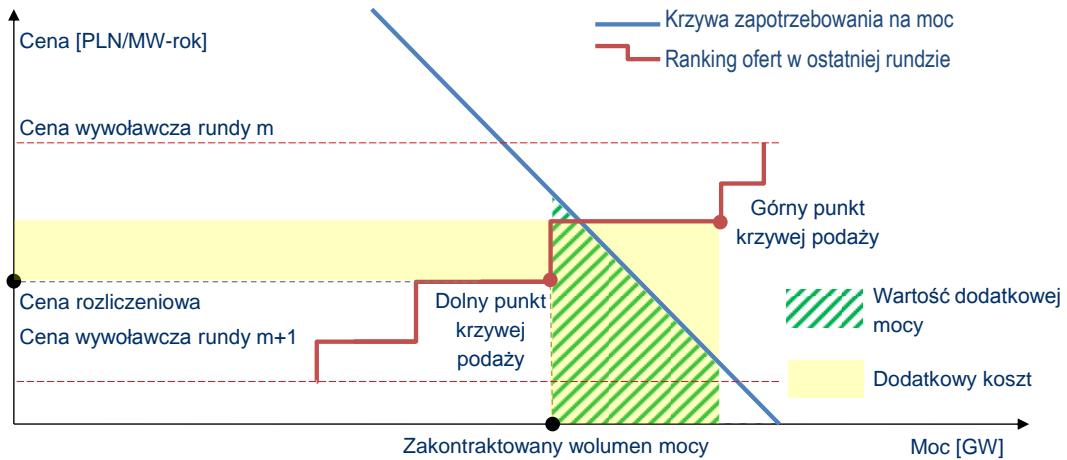 Cena [PLN/MW-rok]
Krzywa zapotrzebowania na moc
Ranking ofert w ostatniej rundzie
Cena wywoławcza rundy m
Górny punkt
krzywej podaży
Cena rozliczeniowa
Cena wywoławcza rundy m+1
Dolny punkt
krzywej
podaży
Wartość dodatkowej
mocy
Dodatkowy koszt
Zakontraktowany wolumen mocy
Moc [GW]